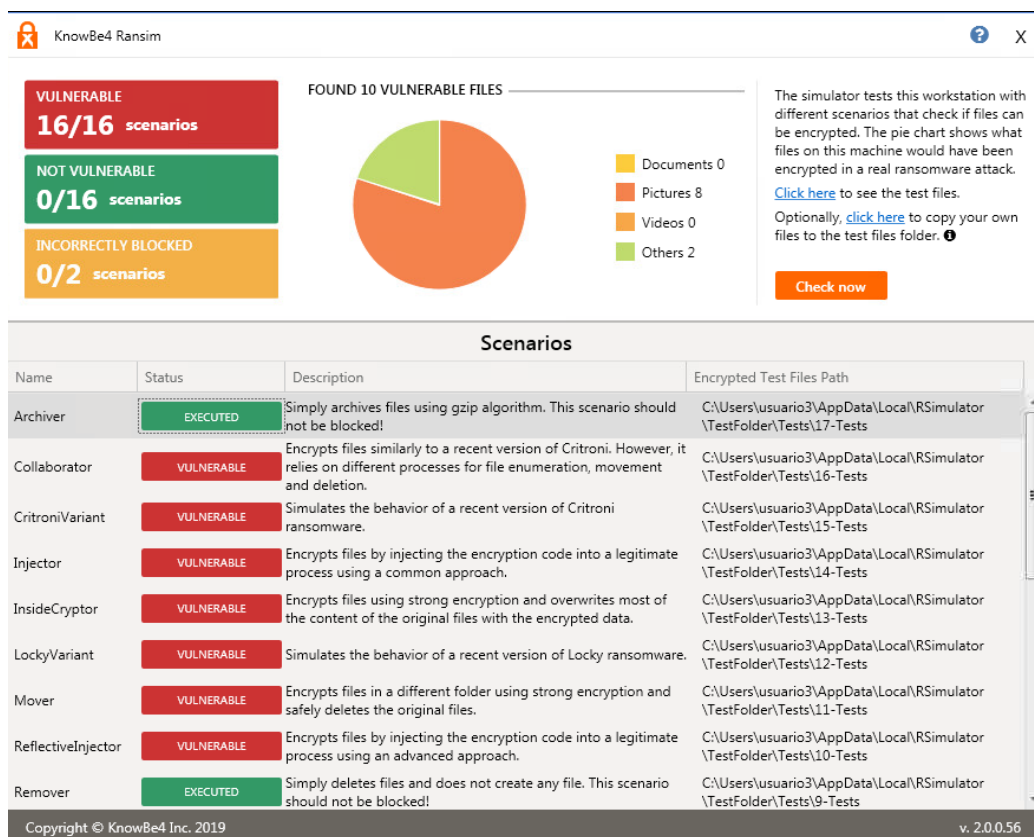 KnowBe4 Ransim
X
VULNERABLE
16/16 scenarios
NOT VULNERABLE
0/16 scenarios
INCORRECTLY BLOCKED
0/2 scenarios
FOUND 10 VULNERABLE FILES
Documents 0
Pictures 8
Videos 0
Others 2
The simulator tests this workstation with
different scenarios that check if files can
be encrypted. The pie chart shows what
files on this machine would have been
encrypted in a real ransomware attack.
Click here to see the test files.
Optionally, click here to copy your own
files to the test files folder.
Check now
Scenarios
Name Status Description Encrypted Test Files Path
Archiver EXECUTED Simply archives files using gzip algorithm. This scenario should C:\Users\usuario3\AppData\Local\RSimulator
not be blocked! \TestFolder\Tests\17-Tests
Encrypts files similarly to a recent version of Critroni. However, it
Collaborator VULNERABLE relies on different processes for file enumeration, movement C:\Users\usuario3\AppData\Local\RSimulator
and deletion. \TestFolder\Tests\16-Tests
CritroniVariant VULNERABLE Simulates the behavior of a recent version of Critroni C:\Users\usuario3\AppData\Local\RSimulator
ransomware. \TestFolder\Tests\15-Tests
Injector VULNERABLE Encrypts files by injecting the encryption code into a legitimate C:\Users\usuario3\AppData\Local\RSimulator
process using a common approach. \TestFolder\Tests\14-Tests
InsideCryptor VULNERABLE Encrypts files using strong encryption and overwrites most of C:\Users\usuario3\AppData\Local\RSimulator
the content of the original files with the encrypted data. \TestFolder\Tests\13-Tests
LockyVariant VULNERABLE Simulates the behavior of a recent version of Locky ransomware. C:\Users\usuario3\AppData\Local\RSimulator
\TestFolder\Tests\12-Tests
Mover VULNERABLE Encrypts files in a different folder using strong encryption and C:\Users\usuario3\AppData\Local\RSimulator
safely deletes the original files. \TestFolder\Tests\11-Tests
ReflectiveInjector VULNERABLE Encrypts files by injecting the encryption code into a legitimate C:\Users\usuario3\AppData\Local\RSimulator
process using an advanced approach. \TestFolder\Tests\10-Tests
Remover EXECUTED Simply deletes files and does not create any file. This scenario C:\Users\usuario3\AppData\Local\RSimulator
should not be blocked! \TestFolder\Tests\9-Tests
Copyright © KnowBe4 Inc. 2019 v. 2.0.0.56